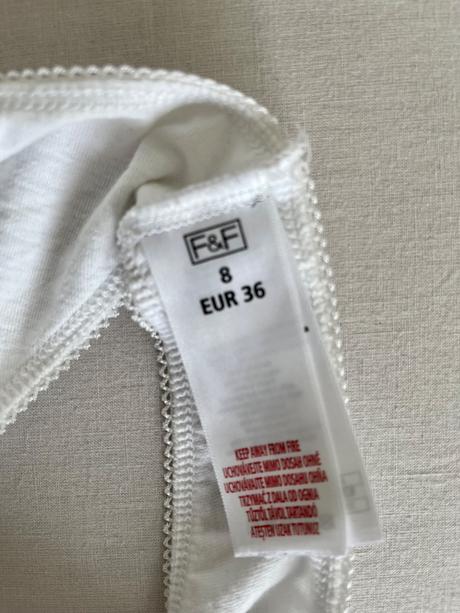 F&F
8
EUR 36
KEEP AWAY FROM FIRE
UCHOVÁVEJTE MIMO DOSAH OHNĚ
UCHOVÁVAJTE MIMO DOSAHU OHŇA
TRZYMAĆ Z DALA OD OGNIA
TŰZTŐL TÁVOL TARTANDÓ
ATEŞTEN UZAK TUTUNUZ
F&F